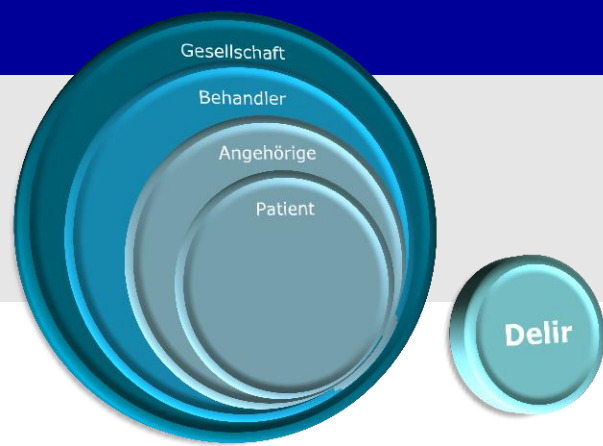 Gesellschaft
Behandler
Angehörige
Patient
Delir